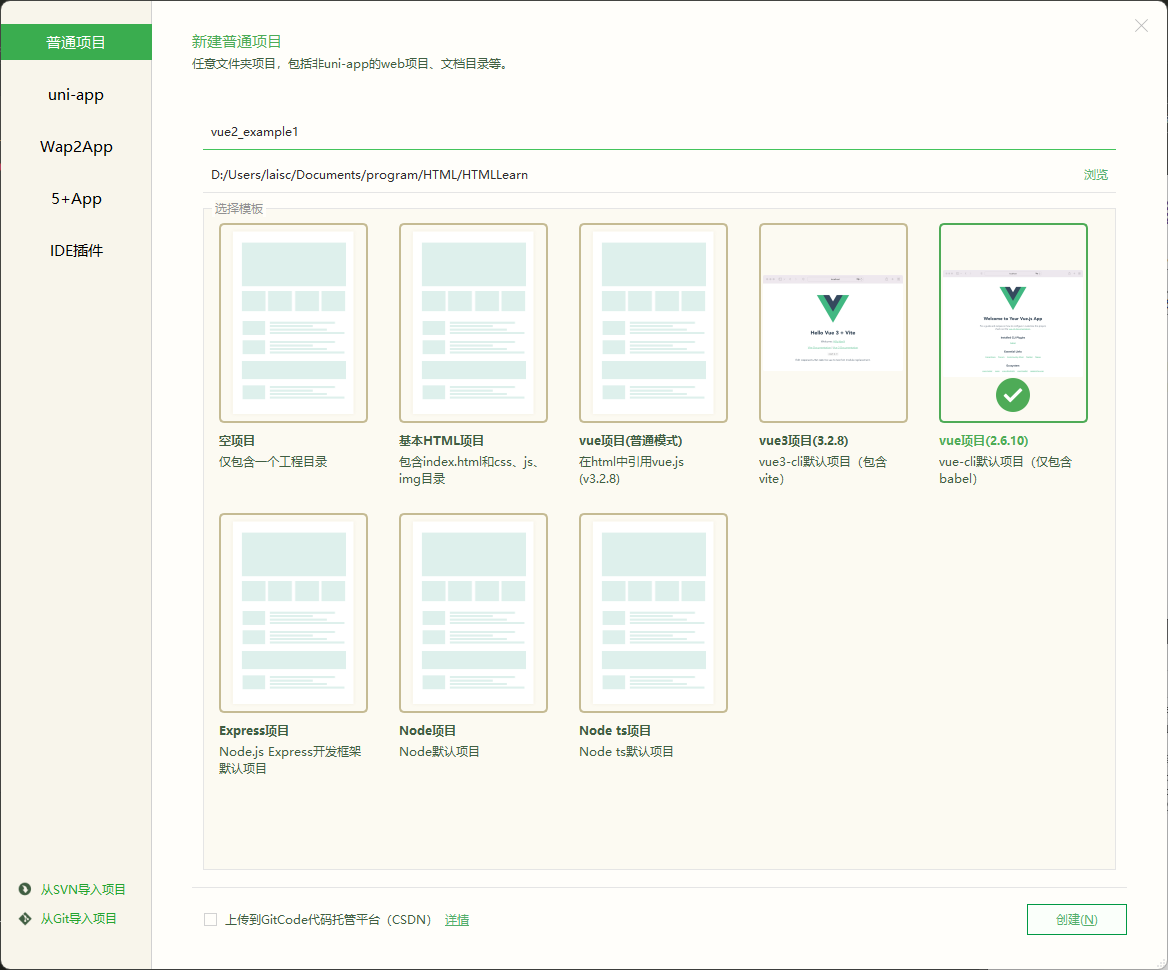 普通项目
uni-app
Wap2App
5+App
IDE插件
从SVN导入项目
从Git导入项目
新建普通项目
任意文件夹项目，包括非uni-app的web项目、文档目录等。
vue2_example1
D:/Users/laisc/Documents/program/HTML/HTMLLearn
浏览
选择模板
Hello Vue 3 + Vite
Welcome to Your Vue.js App
空项目
仅包含一个工程目录
基本HTML项目
包含index.html和css、js、
img目录
vue项目(普通模式)
在html中引用vue.js
(v3.2.8)
vue3项目(3.2.8)
vue3-cli默认项目（包含
vite）
vue项目(2.6.10)
vue-cli默认项目（仅包含
babel）
Express项目
Node.js Express开发框架
默认项目
Node项目
Node默认项目
Node ts项目
Node ts默认项目
上传到GitCode代码托管平台（CSDN） 详情
创建(N)